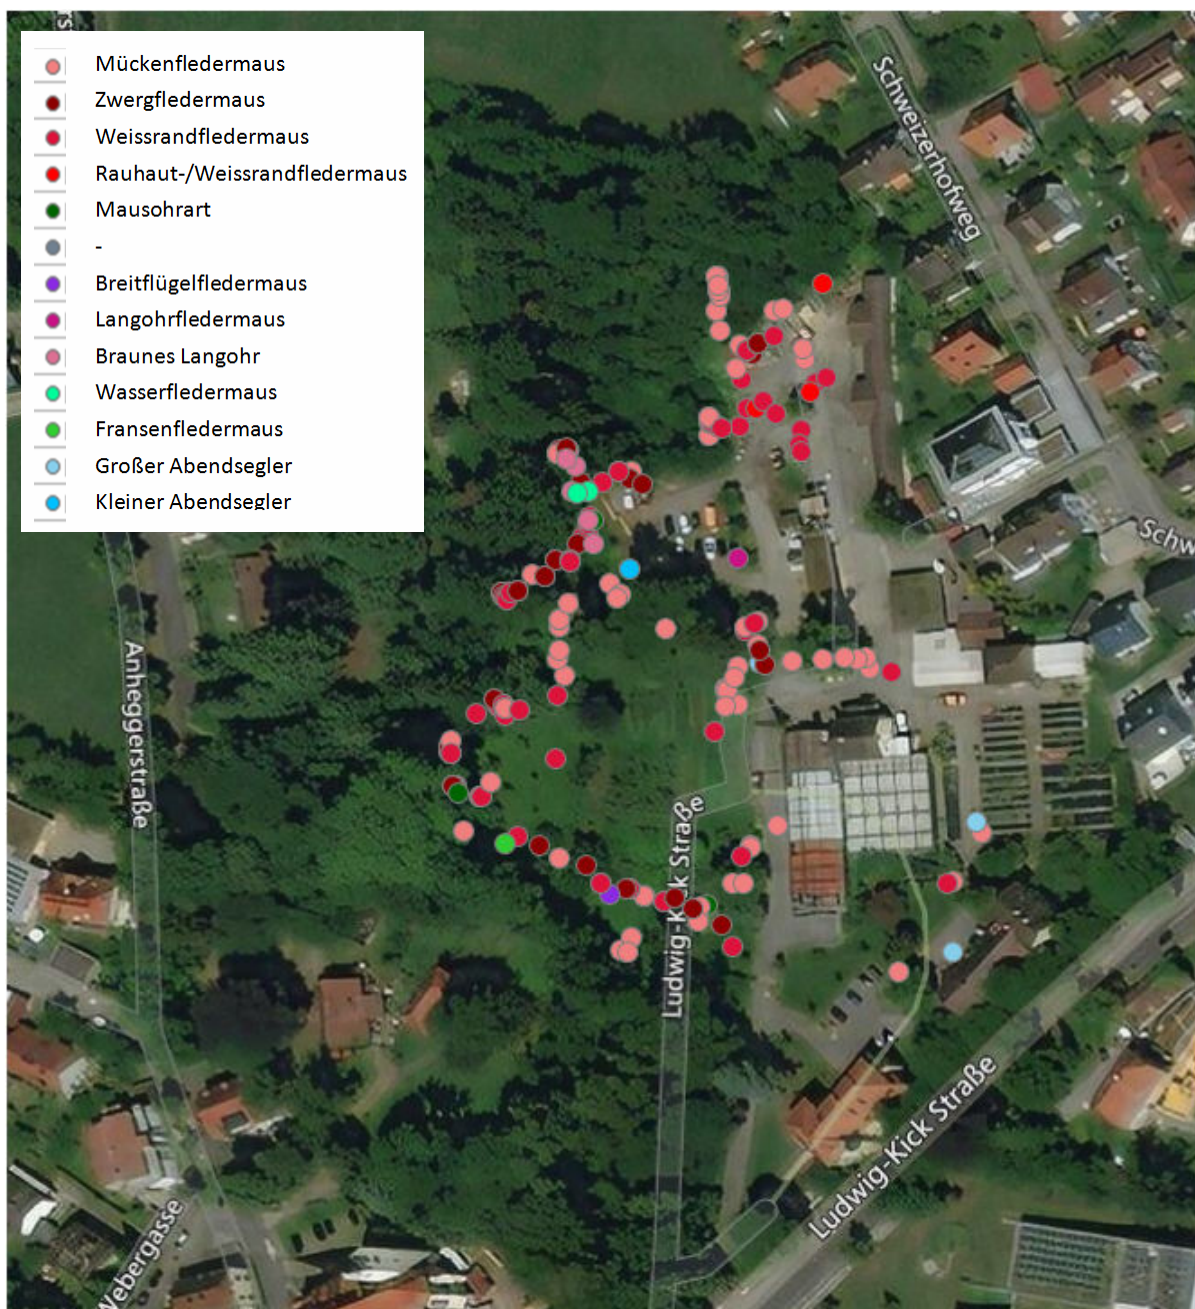 Mückenfledermaus
Zwergfledermaus
Weissrandfledermaus
Rauhaut-/Weissrandfledermaus
Mausohrart
-
Breitflügelfledermaus
Langohrfledermaus
Braunes Langohr
Wasserfledermaus
Fransenfledermaus
Großer Abendsegler
Kleiner Abendsegler
Schweizerhofweg
Schw
Anheggerstraße
Ludwig-Kick Straße
Ludwig-Kick Straße
Webergasse